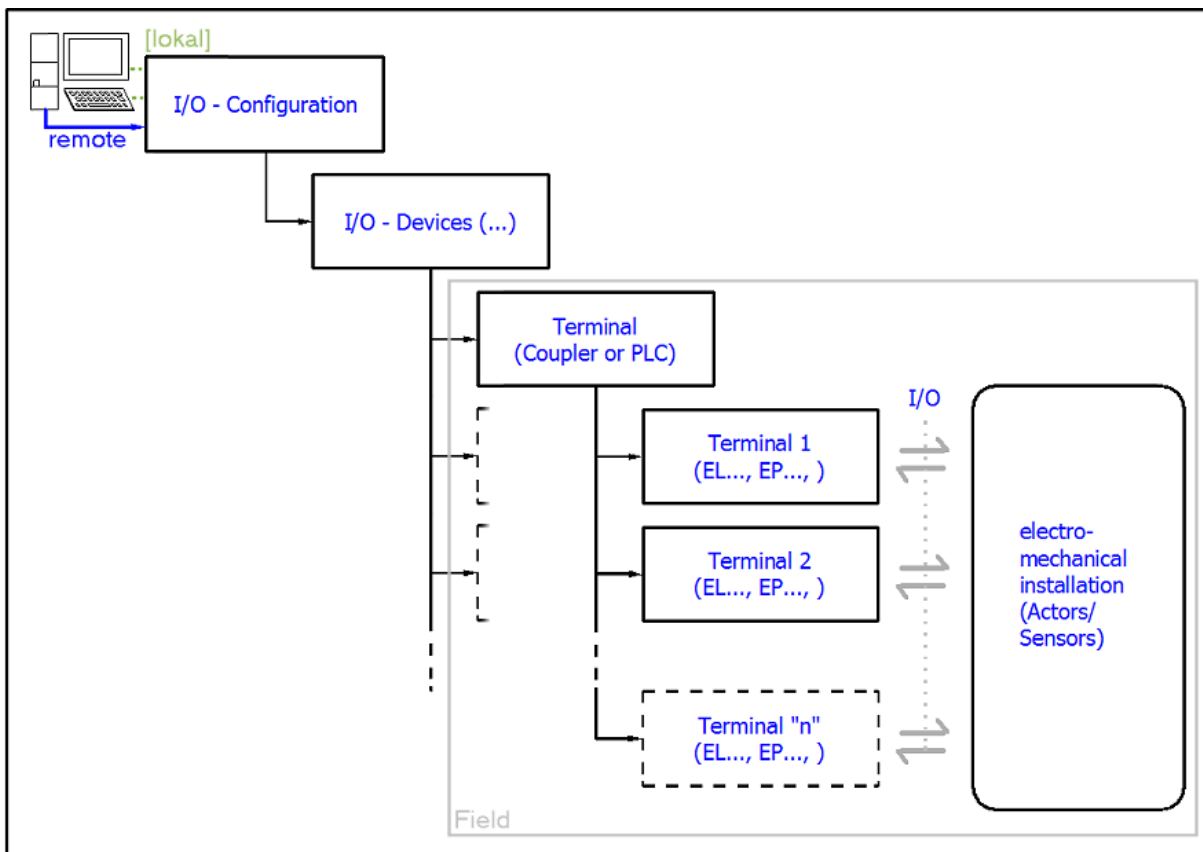 [lokal]
I/O - Configuration
remote
I/O - Devices (...)
Terminal
(Coupler or PLC)
I/O
Terminal 1
(EL..., EP..., )
Terminal 2
(EL..., EP..., )
electro-
mechanical
installation
(Actors/
Sensors)
Terminal "n"
(EL..., EP..., )
Field